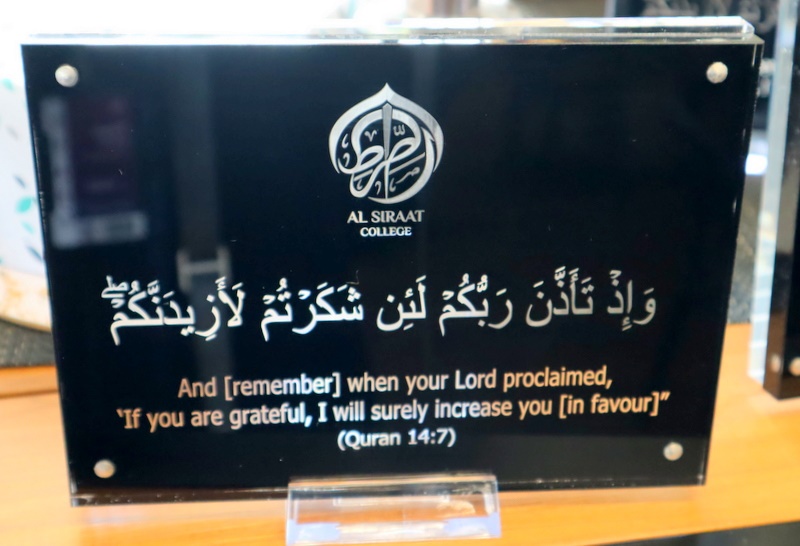 الصراط
AL SIRAAT
COLLEGE
وَإِذْ تَأَذَّنَ رَبُّكُمْ لَئِن شَكَرْتُمْ لَأَزِيدَنَّكُمْ ۖ
And [remember] when your Lord proclaimed,
‘If you are grateful, I will surely increase you [in favour]”
(Quran 14:7)